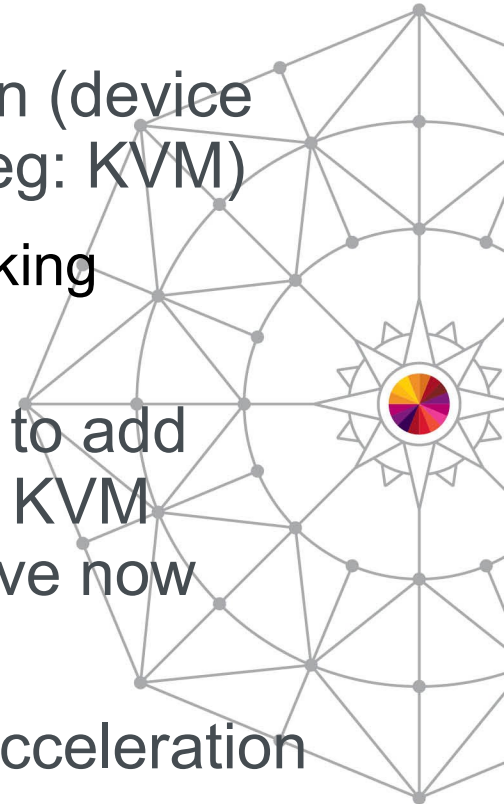 n (device
eg: KVM)
king
to add
KVM
ve now
cceleration